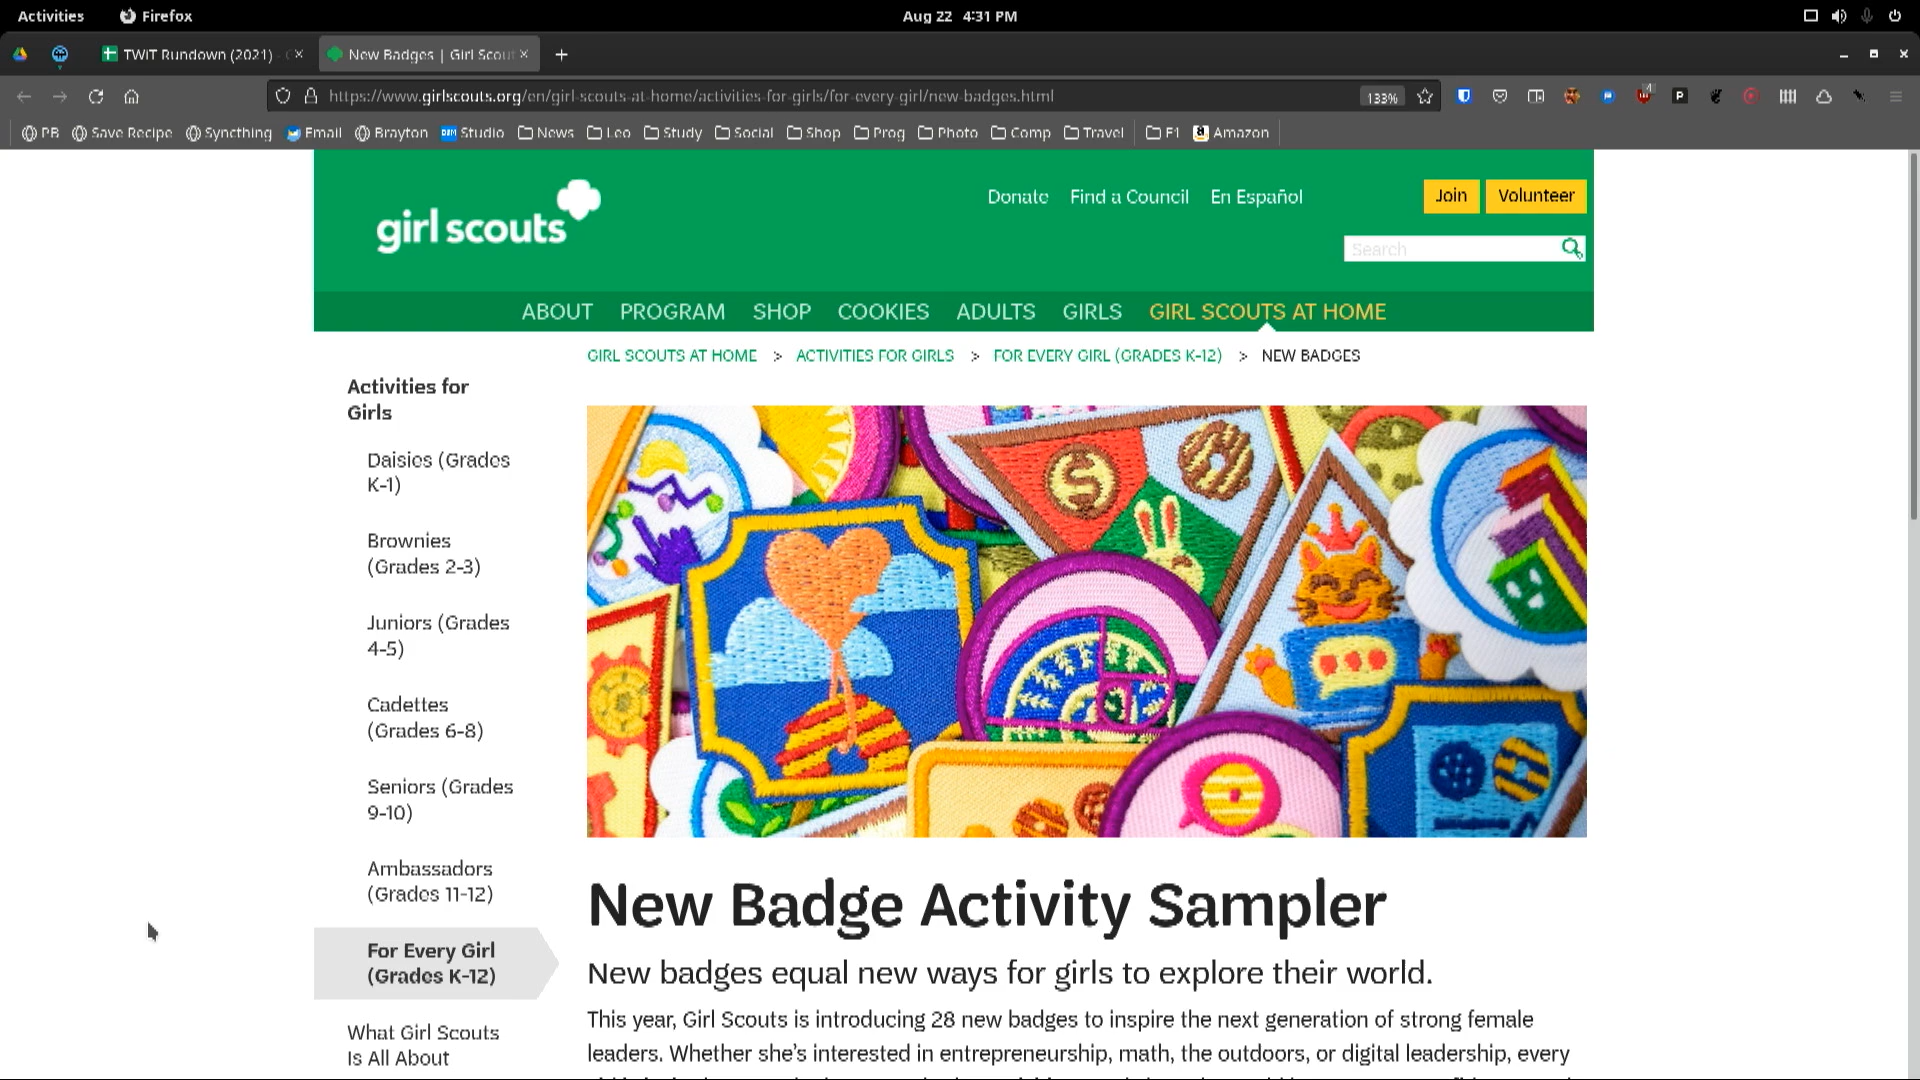 Activities Firefox Aug 22 4:31 PM
TWiT Rundown (2021) New Badges | Girl Scout
https://www.girlscouts.org/en/girl-scouts-at-home/activities-for-girls/for-every-girl/new-badges.html 133%
PB Save Recipe Syncthing Email Brayton Studio News Leo Study Social Shop Prog Photo Comp Travel F1 Amazon
girl scouts
Donate Find a Council En Español Join Volunteer
Search
ABOUT PROGRAM SHOP COOKIES ADULTS GIRLS GIRL SCOUTS AT HOME
GIRL SCOUTS AT HOME > ACTIVITIES FOR GIRLS > FOR EVERY GIRL (GRADES K-12) > NEW BADGES
Activities for
Girls
Daisies (Grades
K-1)
Brownies
(Grades 2-3)
Juniors (Grades
4-5)
Cadettes
(Grades 6-8)
Seniors (Grades
9-10)
Ambassadors
(Grades 11-12)
For Every Girl
(Grades K-12)
What Girl Scouts
Is All About
New Badge Activity Sampler
New badges equal new ways for girls to explore their world.
This year, Girl Scouts is introducing 28 new badges to inspire the next generation of strong female
leaders. Whether she's interested in entrepreneurship, math, the outdoors, or digital leadership, every